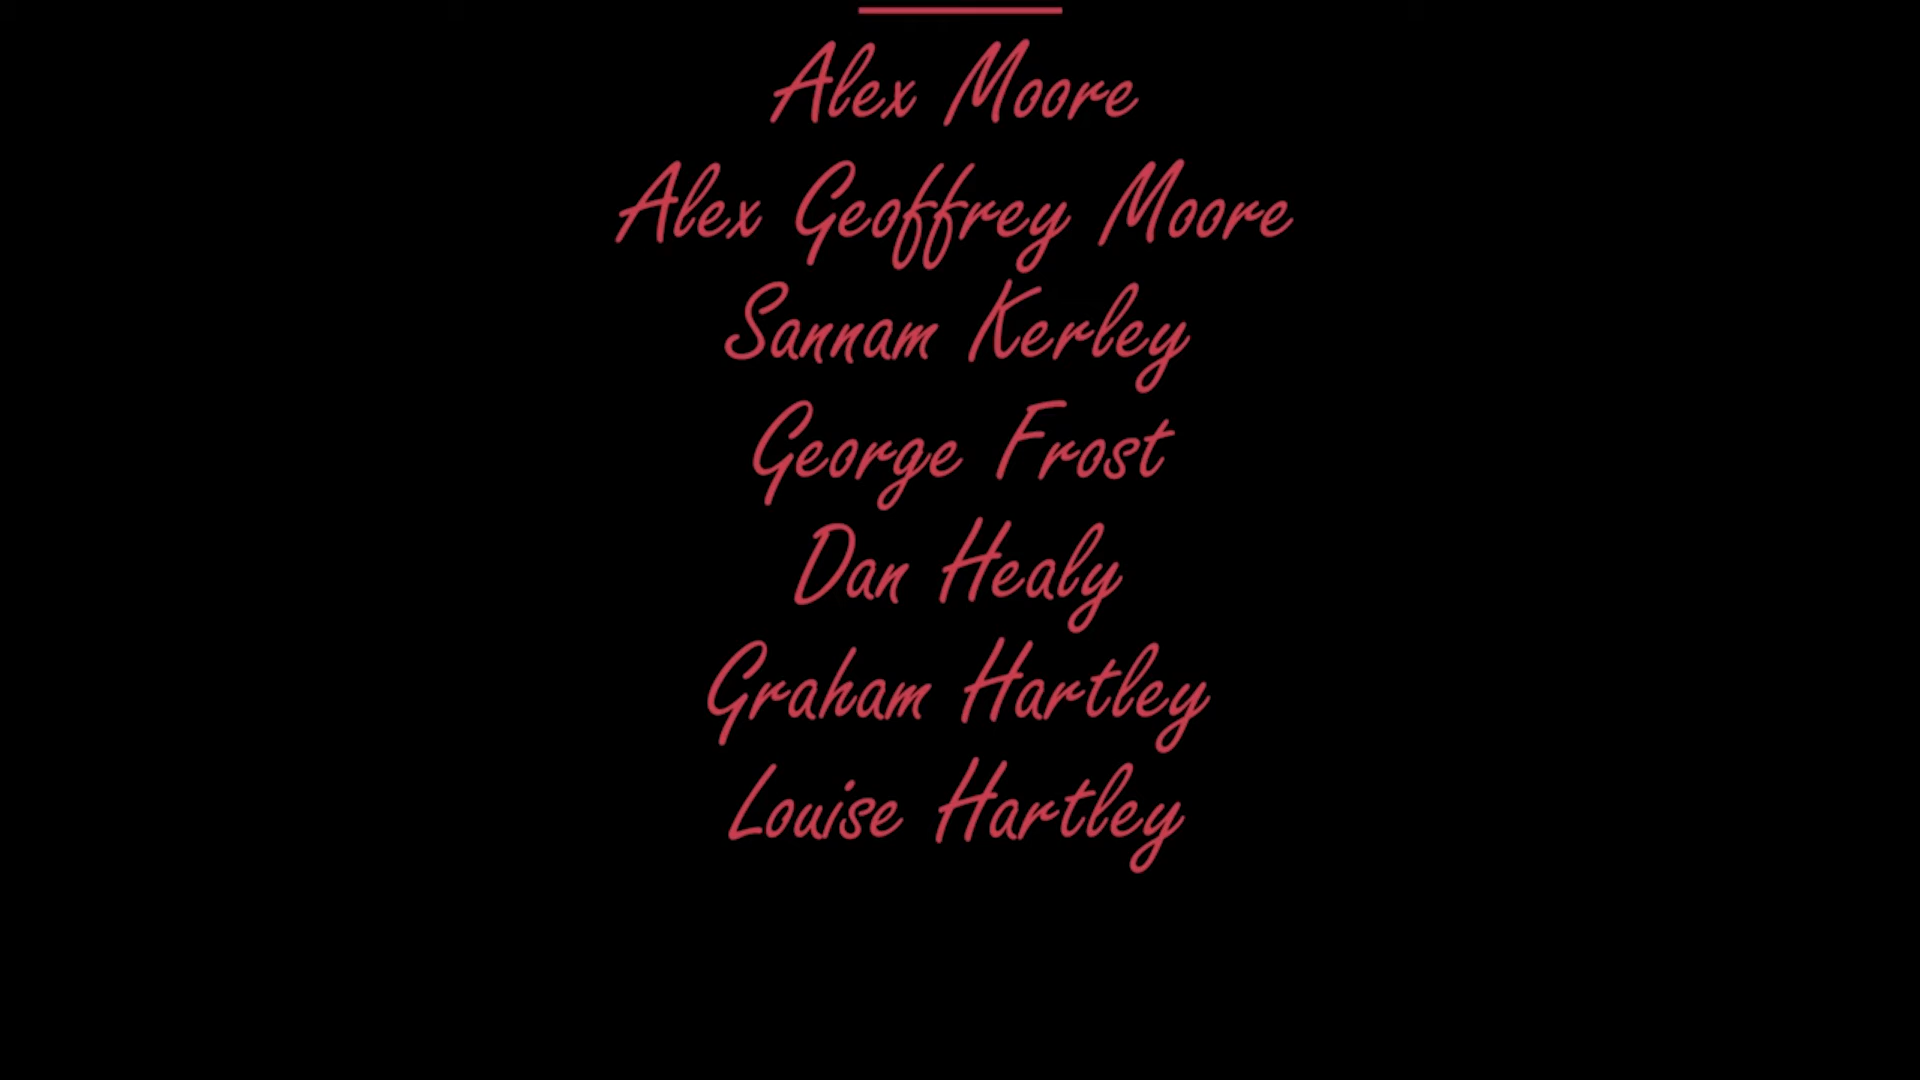 Alex Moore
Alex Geoffrey Moore
Sannam Kerley
George Frost
Dan Healy
Graham Hartley
Louise Hartley